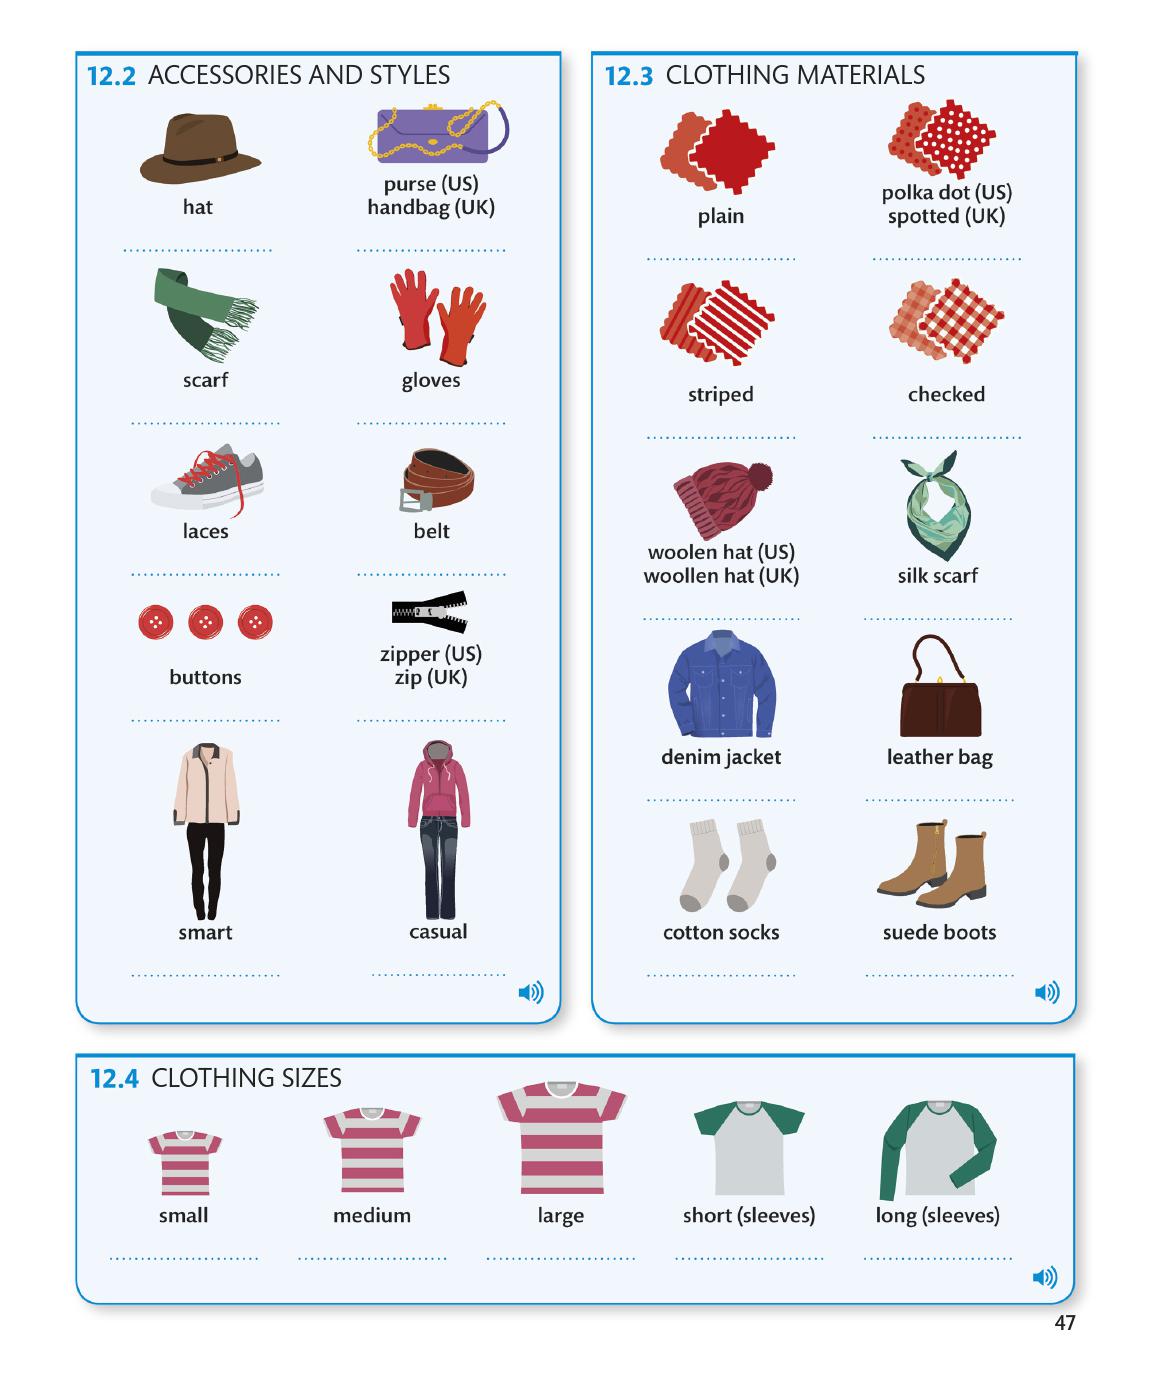 12.2 ACCESSORIES AND STYLES
hat
purse (US)
handbag (UK)
scarf
gloves
laces
belt
buttons
zipper (US)
zip (UK)
smart
casual
12.3 CLOTHING MATERIALS
plain
polka dot (US)
spotted (UK)
striped
checked
woolen hat (US)
woollen hat (UK)
silk scarf
denim jacket
leather bag
cotton socks
suede boots
12.4 CLOTHING SIZES
small
medium
large
short (sleeves)
long (sleeves)
47